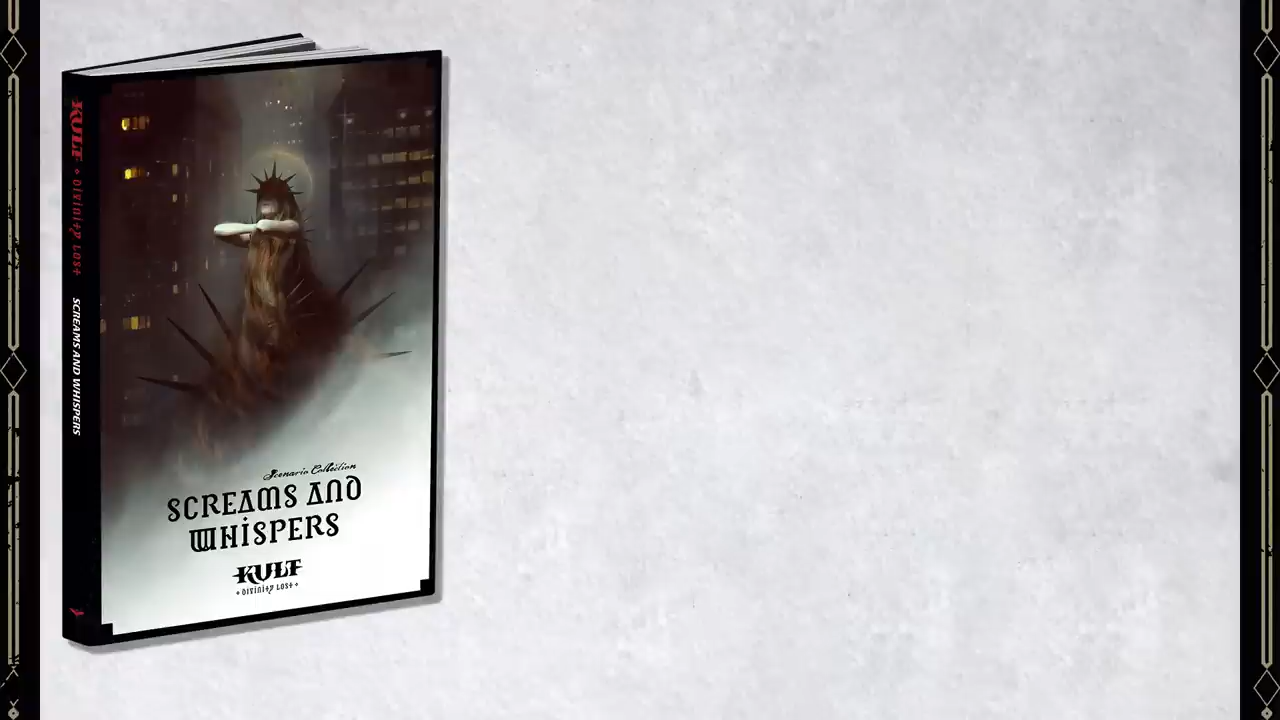 KULT
DIVINITY LOST
SCREAMS AND WHISPERS
Scenario Collection
SCREAMS AND
WHISPERS
KULT
DIVINITY LOST